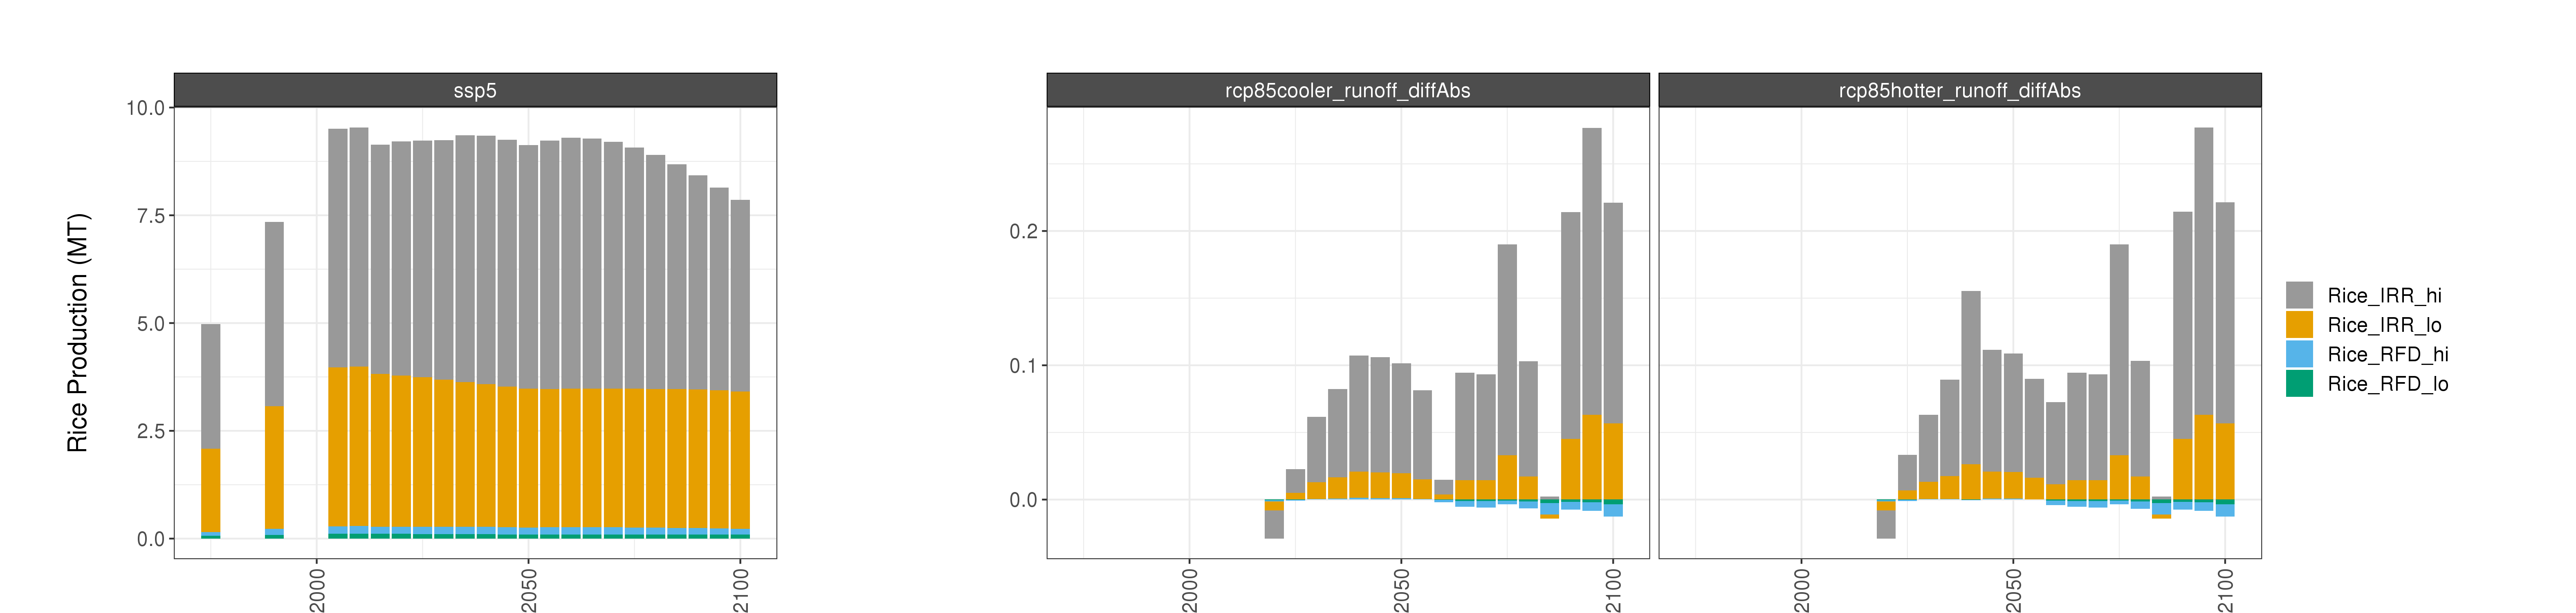 ssp5
rcp85cooler_runoff_diffAbs
rcp85hotter_runoff_diffAbs
Rice Production (MT)
10.0
7.5
5.0
2.5
0.0
0.2
0.1
0.0
2000
2050
2100
2000
2050
2100
2000
2050
2100
Rice_IRR_hi
Rice_IRR_lo
Rice_RFD_hi
Rice_RFD_lo